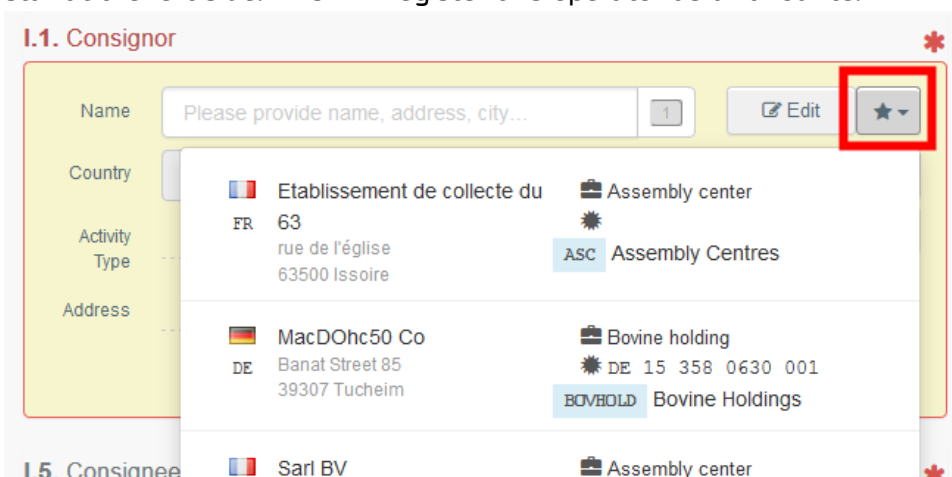 I.1. Consignor
Name
Please provide name, address, city...
1
Edit
Country
Activity
Type
Address
FR
Etablissement de collecte du
63
rue de l'église
63500 Issoire
Assembly center
ASC Assembly Centres
DE
MacDOhc50 Co
Banat Street 85
39307 Tucheim
Bovine holding
DE 15 358 0630 001
BOVHOLD Bovine Holdings
I.5. Consignee
Sarl BV
Assembly center